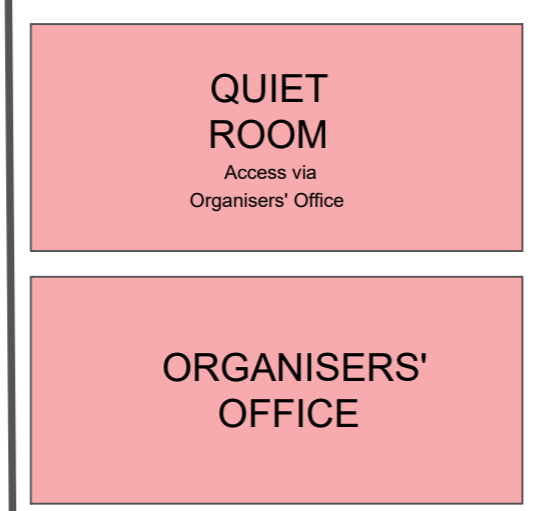 QUIET
ROOM
Access via
Organisers' Office
ORGANISERS'
OFFICE